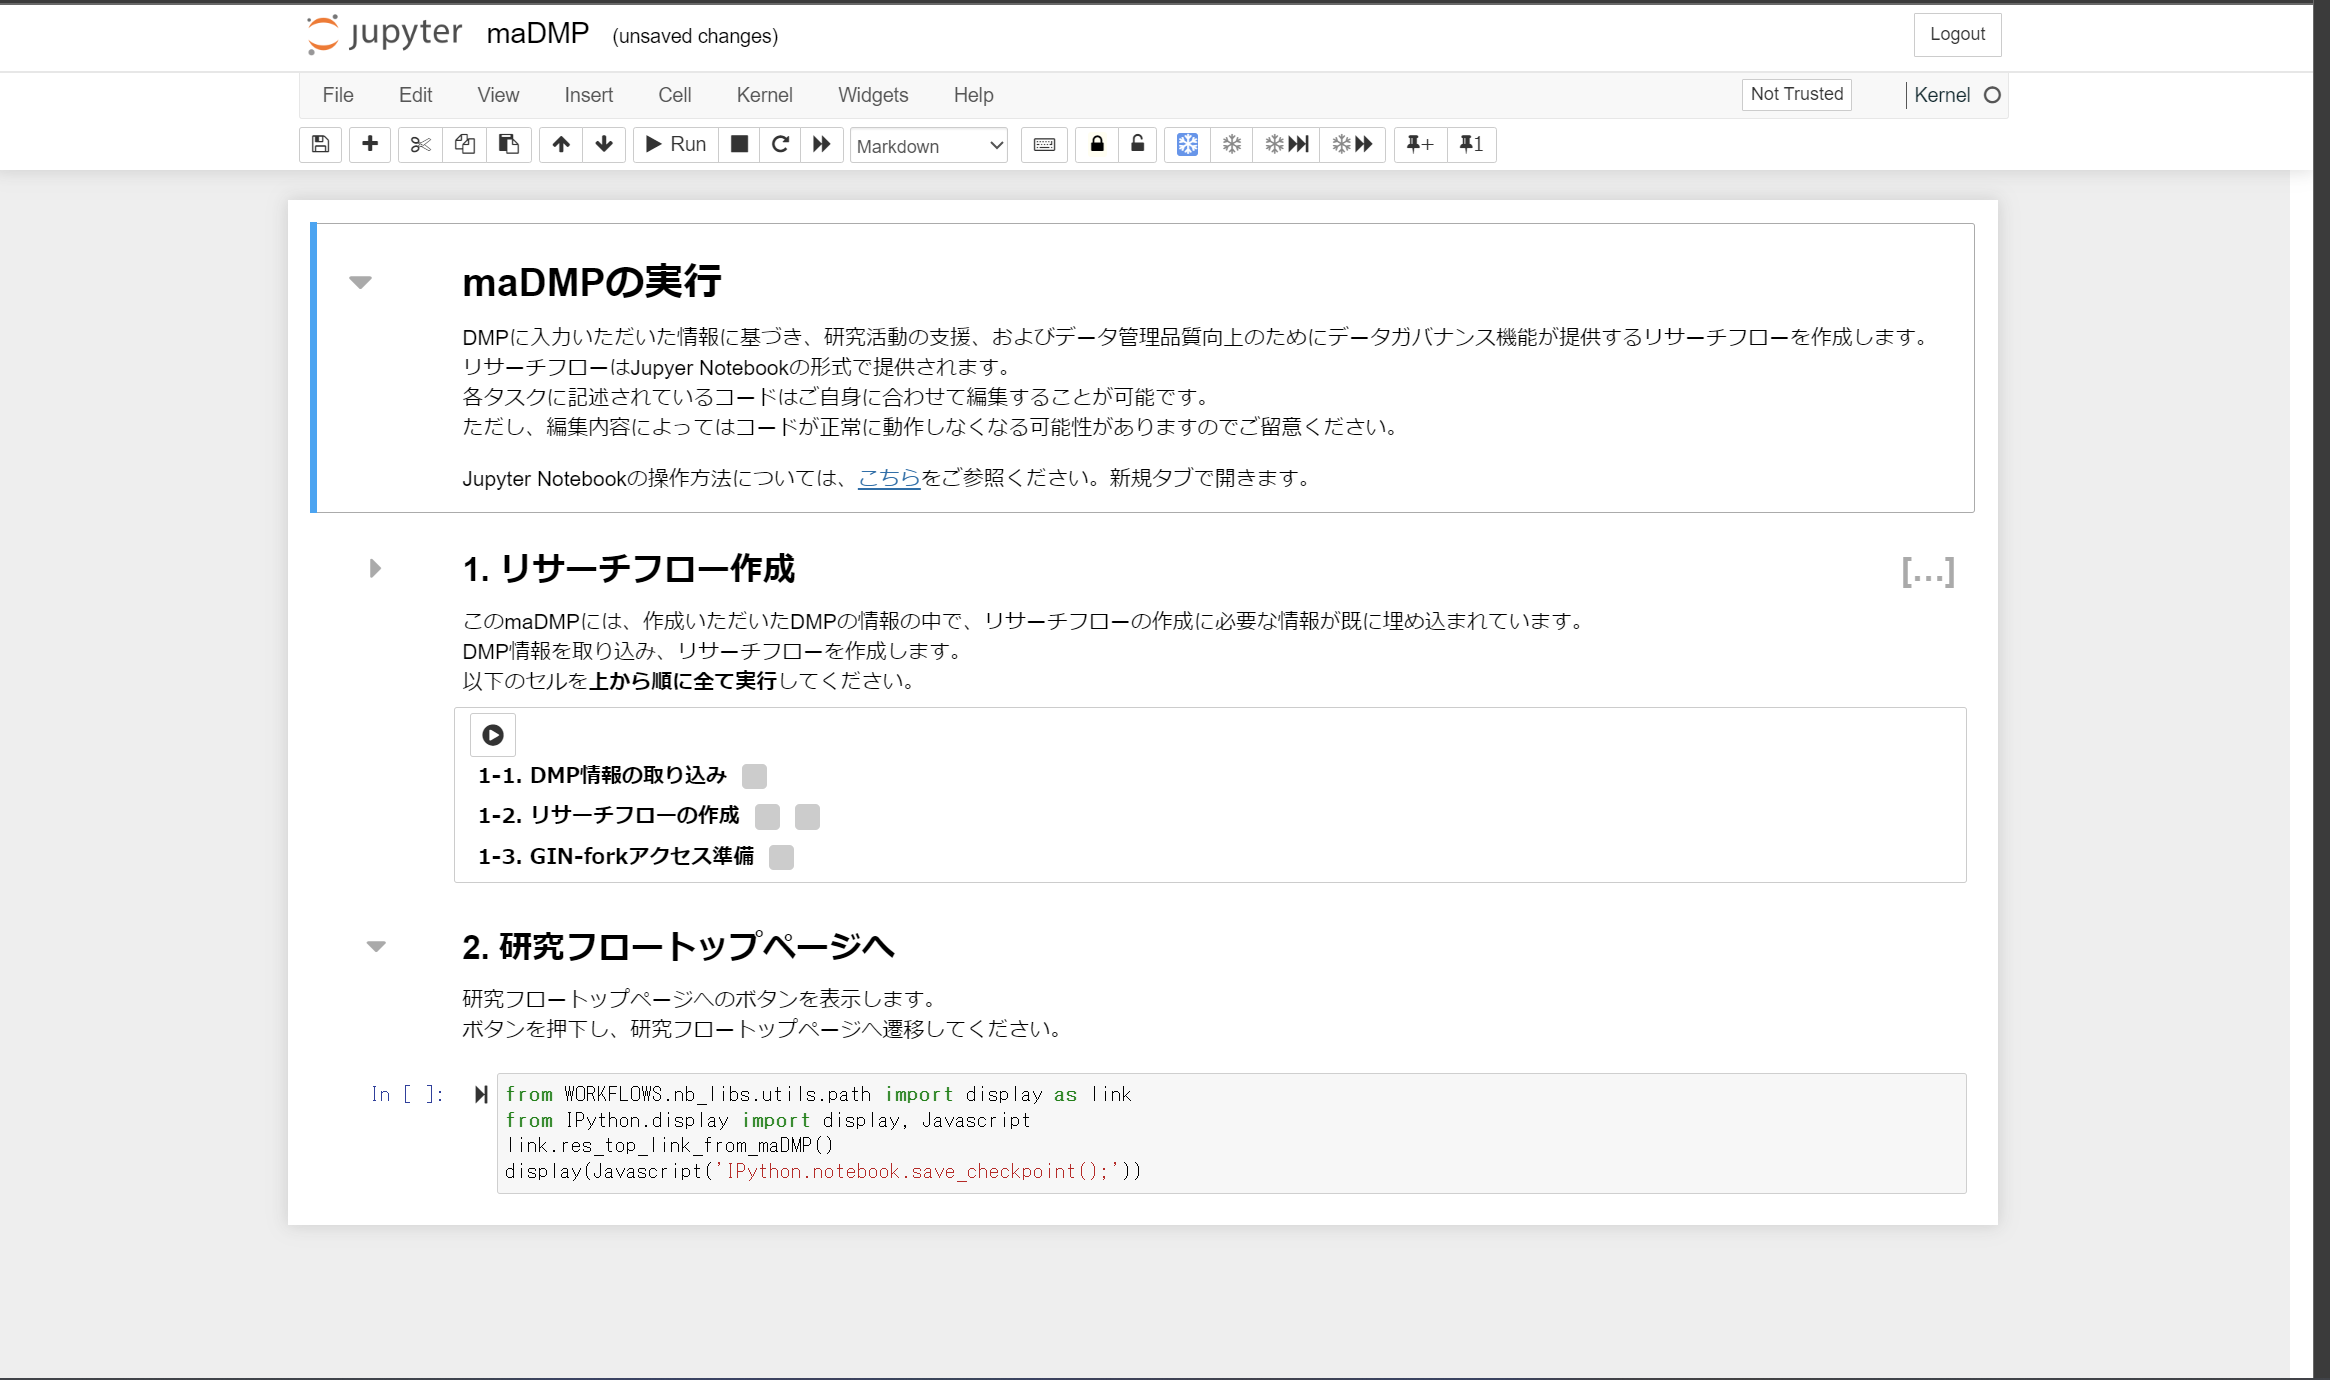 jupyter maDMP (unsaved changes) Logout
File Edit View Insert Cell Kernel Widgets Help Not Trusted Kernel
Run Markdown
maDMPの実行
DMPに入力いただいた情報に基づき、研究活動の支援、およびデータ管理品質向上のためにデータガバナンス機能が提供するリサーチフローを作成します。
リサーチフローはJupyer Notebookの形式で提供されます。
各タスクに記述されているコードはご自身に合わせて編集することが可能です。
ただし、編集内容によってはコードが正常に動作しなくなる可能性がありますのでご留意ください。
Jupyter Notebookの操作方法については、こちらをご参照ください。新規タブで開きます。
1. リサーチフロー作成 [...]
このmaDMPには、作成いただいたDMPの情報の中で、リサーチフローの作成に必要な情報が既に埋め込まれています。
DMP情報を取り込み、リサーチフローを作成します。
以下のセルを上から順に全て実行してください。
1-1. DMP情報の取り込み
1-2. リサーチフローの作成
1-3. GIN-forkアクセス準備
2. 研究フロートップページへ
研究フロートップページへのボタンを表示します。
ボタンを押下し、研究フロートップページへ遷移してください。
In [ ]: from WORKFLOWS.nb_libs.utils.path import display as link
from IPython.display import display, Javascript
link.res_top_link_from_maDMP()
display(Javascript('IPython.notebook.save_checkpoint();'))